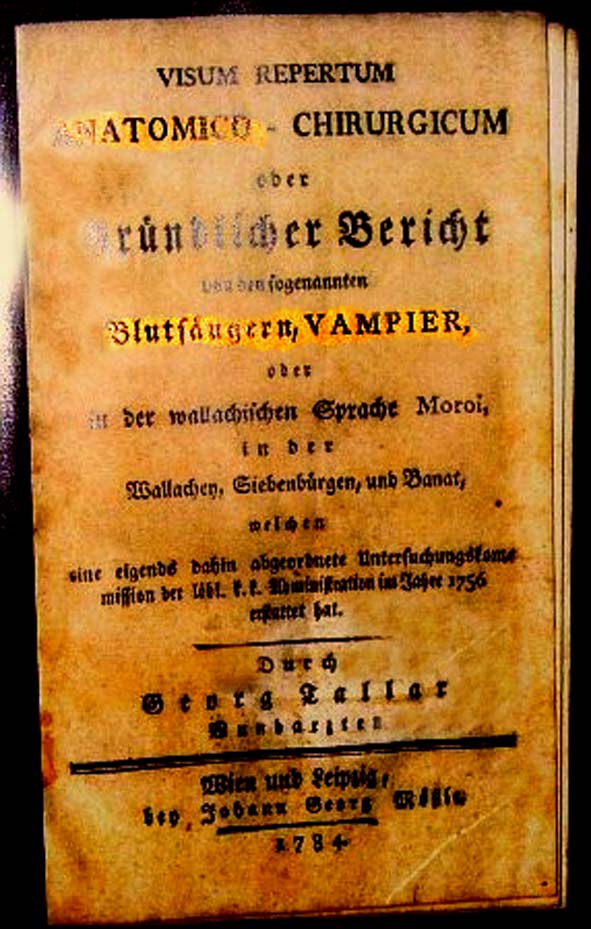 VISUM REPERTUM
ANATOMICO - CHIRURGICUM
oder
Gründlicher Bericht
von den sogenannten
Blutsäugern, VAMPIER,
oder
in der wallachischen Sprache Moroi,
in der
Wallachey, Siebenbürgen, und Banat,
welchen
eine eigends dahin abgeordnete Untersuchungskom=
mission der löbl. k. k. Administration im Jahre 1756
erstattet hat.
Durch
Georg Tallar
Wundarzten
Wien und Leipzig,
bey Johann Georg Mößle
1784